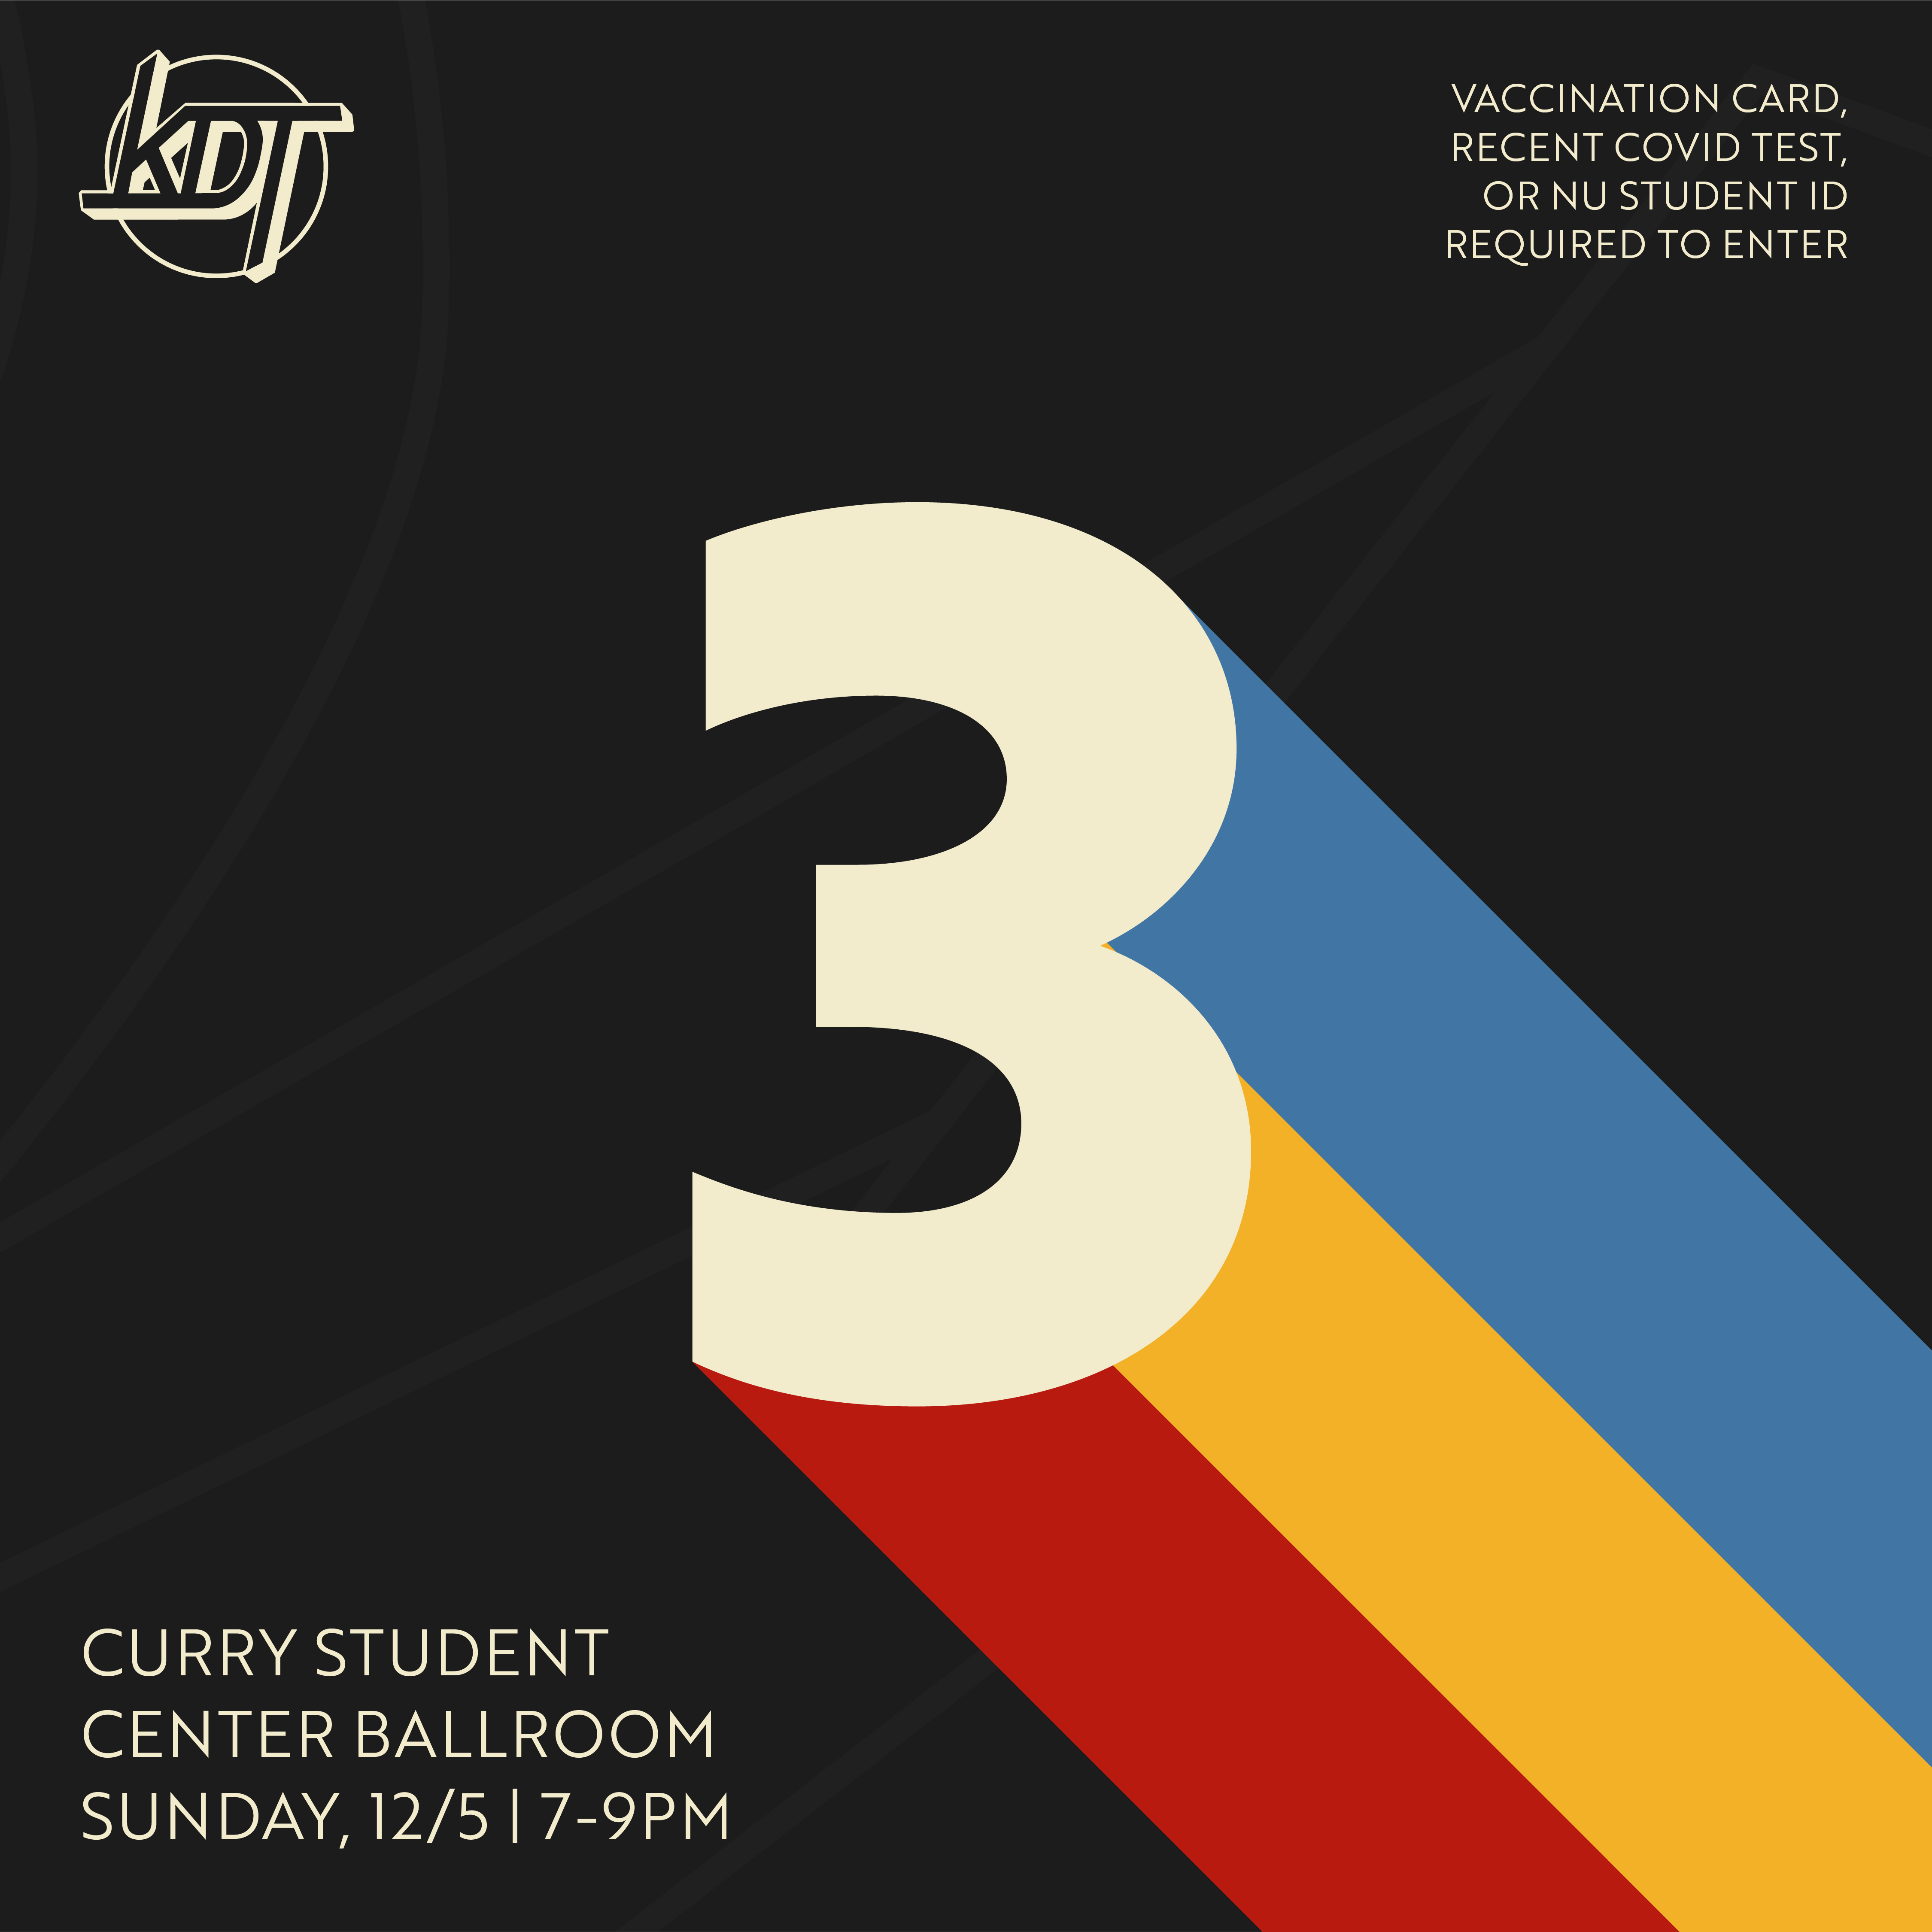 KDT
VACCINATION CARD,
RECENT COVID TEST,
OR NU STUDENT ID
REQUIRED TO ENTER
3
CURRY STUDENT
CENTER BALLROOM
SUNDAY, 12/5 | 7-9PM